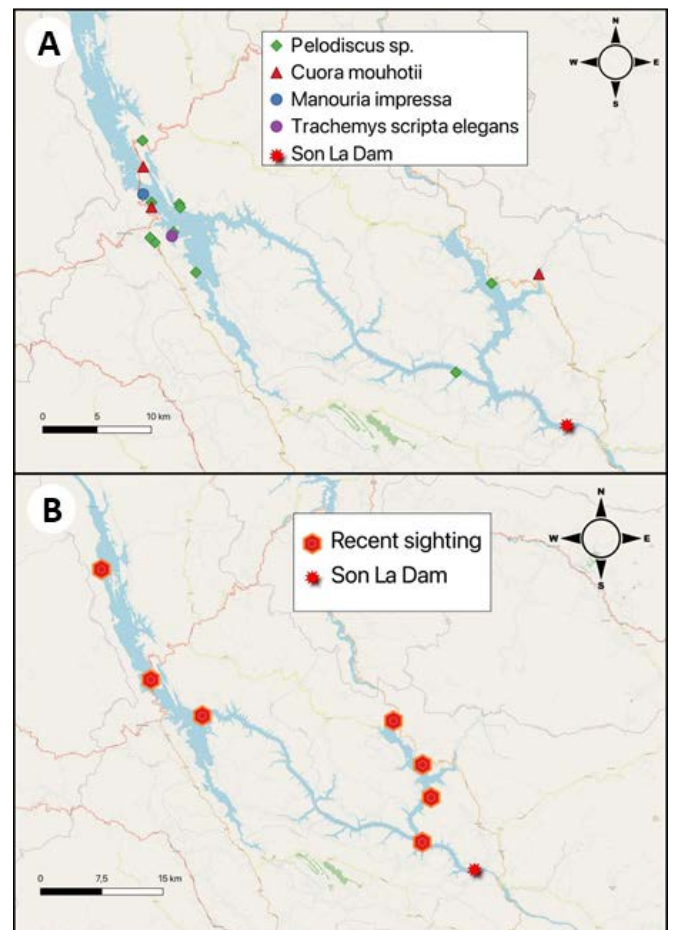 A
Pelodiscus sp.
Cuora mouhotii
Manouria impressa
Trachemys scripta elegans
Son La Dam
N
W E
S
0 5 10 km
B
Recent sighting
Son La Dam
N
W E
S
0 7,5 15 km